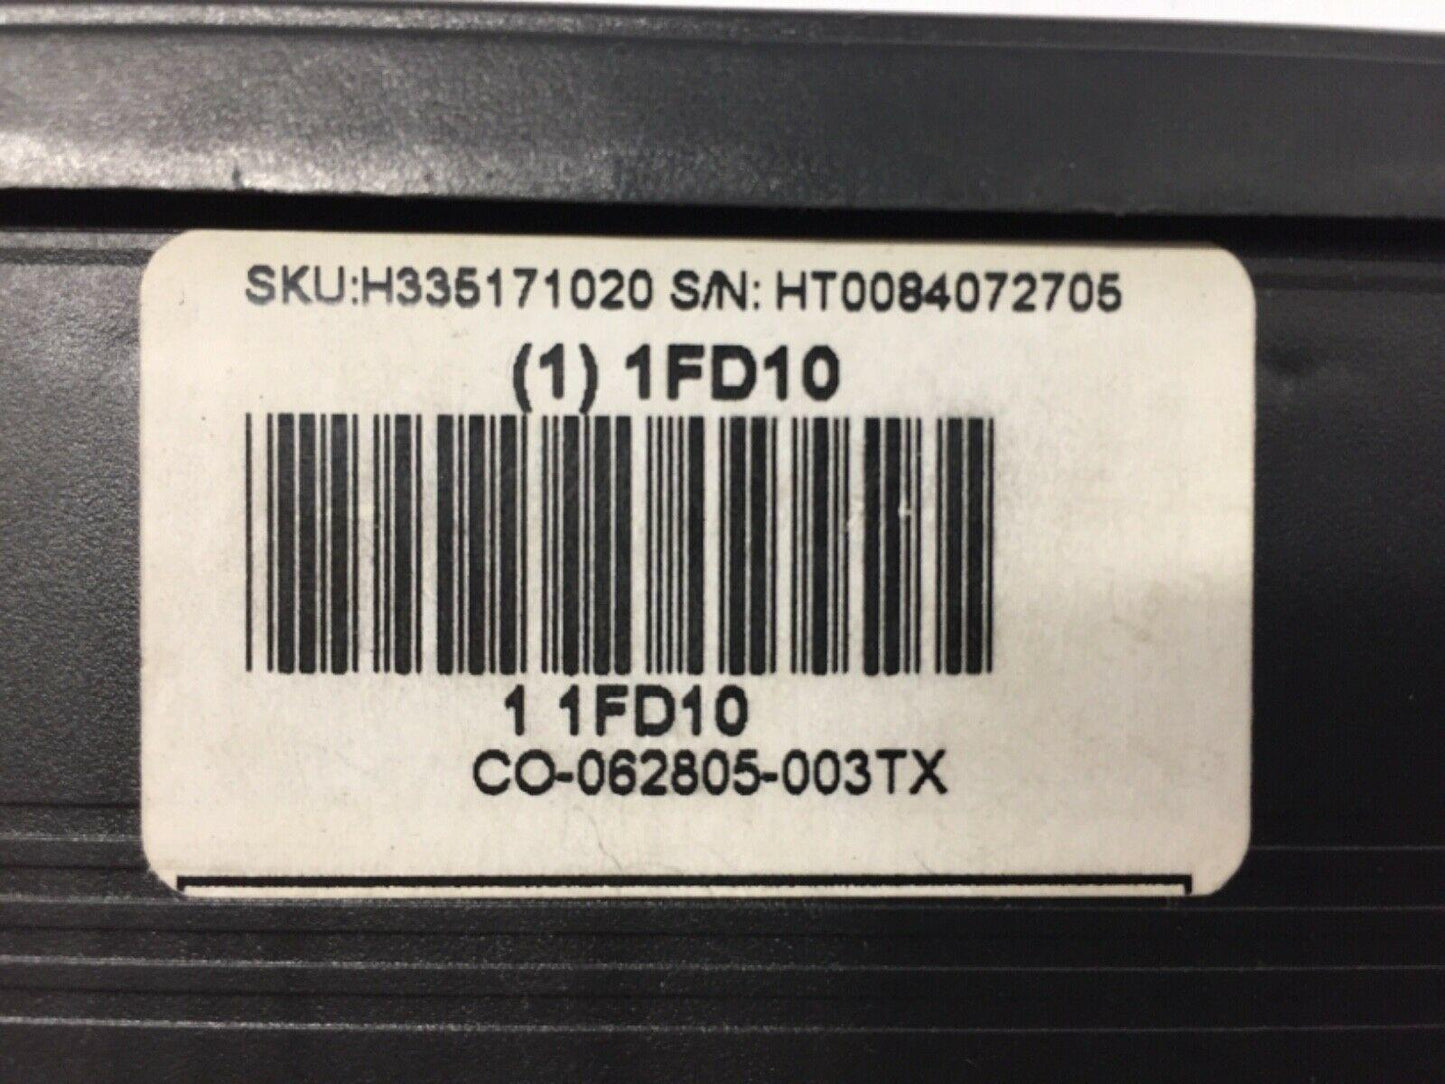 SKU:H335171020 S/N: HT0084072705
(1) 1FD10
1 1FD10
CO-062805-003TX